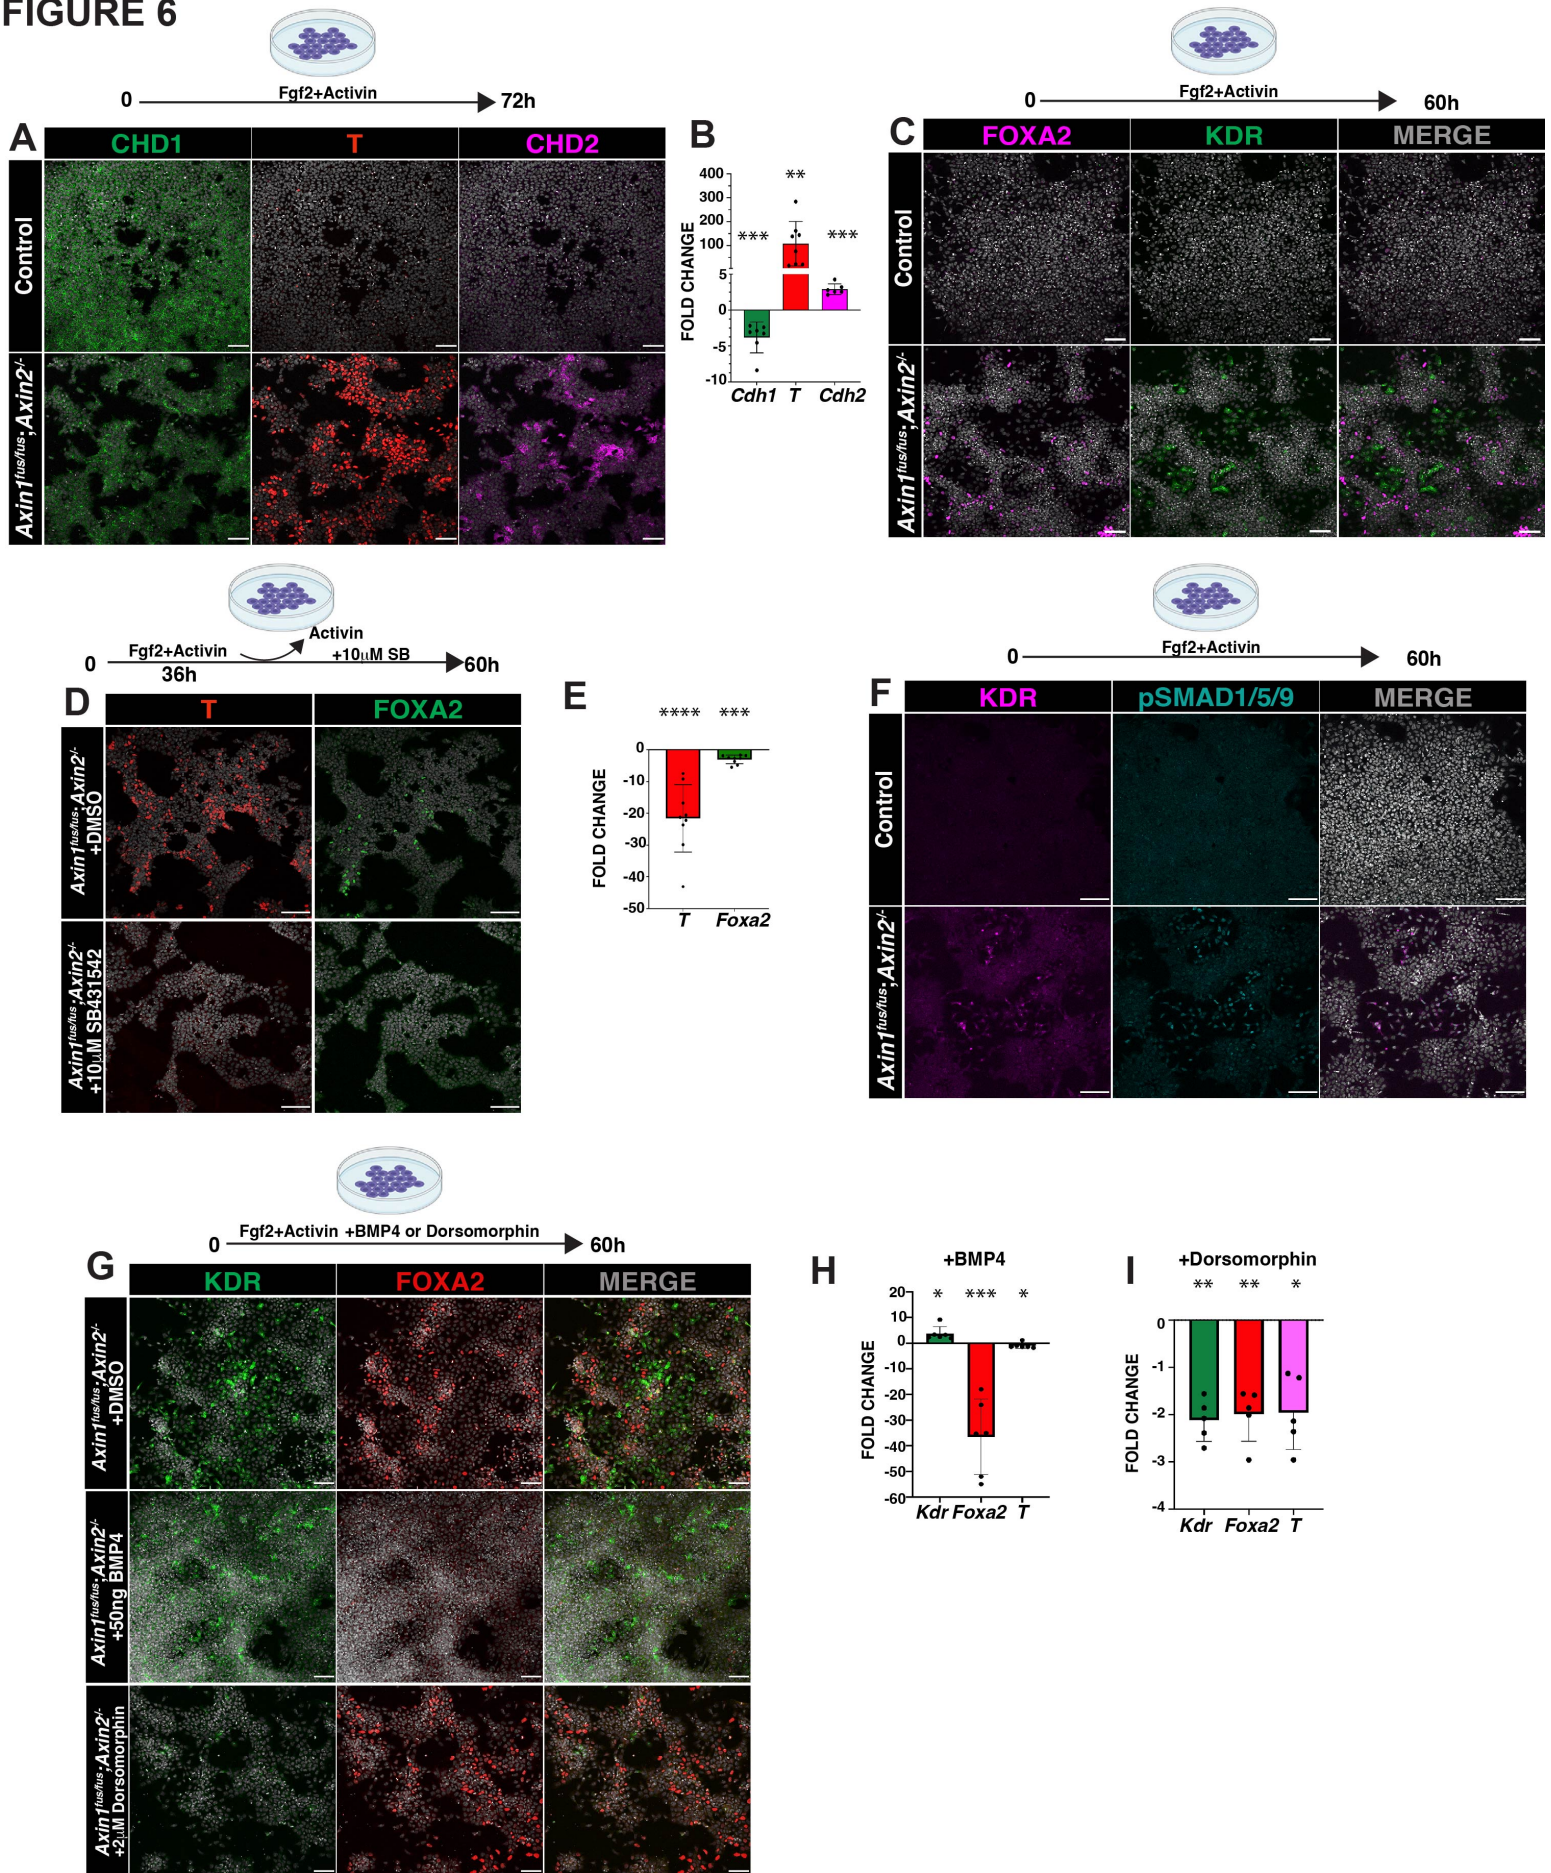 FIGURE 6
0 Fgf2+Activin 72h
A
CHD1 T CHD2
Control
Axin1fus/fus;Axin2-/-
B
*** ** ***
FOLD CHANGE
400
300
200
100
5
0
-5
-10
Cdh1 T Cdh2
0 Fgf2+Activin 60h
C
FOXA2 KDR MERGE
Control
Axin1fus/fus;Axin2-/-
0 Fgf2+Activin Activin
36h +10µM SB 60h
D
T FOXA2
Axin1fus/fus;Axin2-/-
+DMSO
Axin1fus/fus;Axin2-/-
+10µM SB431542
E
**** ***
FOLD CHANGE
0
-10
-20
-30
-40
-50
T Foxa2
0 Fgf2+Activin 60h
F
KDR pSMAD1/5/9 MERGE
Control
Axin1fus/fus;Axin2-/-
0 Fgf2+Activin +BMP4 or Dorsomorphin 60h
G
KDR FOXA2 MERGE
Axin1fus/fus;Axin2-/-
+DMSO
Axin1fus/fus;Axin2-/-
+50ng BMP4
Axin1fus/fus;Axin2-/-
+2µM Dorsomorphin
H
+BMP4
* *** *
FOLD CHANGE
20
10
0
-10
-20
-30
-40
-50
-60
Kdr Foxa2 T
I
+Dorsomorphin
** ** *
FOLD CHANGE
0
-1
-2
-3
-4
Kdr Foxa2 T